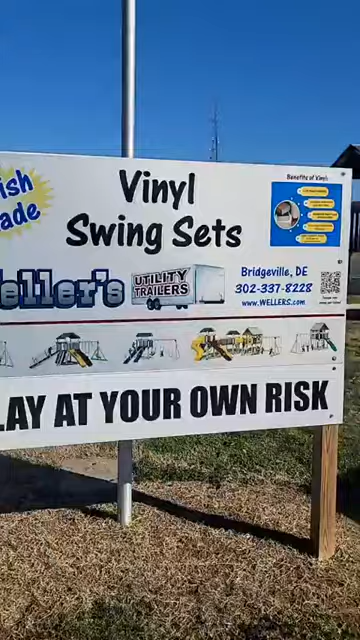 ish
ade
Vinyl
Swing Sets
Benefits of Vinyl:
eller's
UTILITY
TRAILERS
Bridgeville, DE
302-337-8228
www.WELLERS.com
LAY AT YOUR OWN RISK